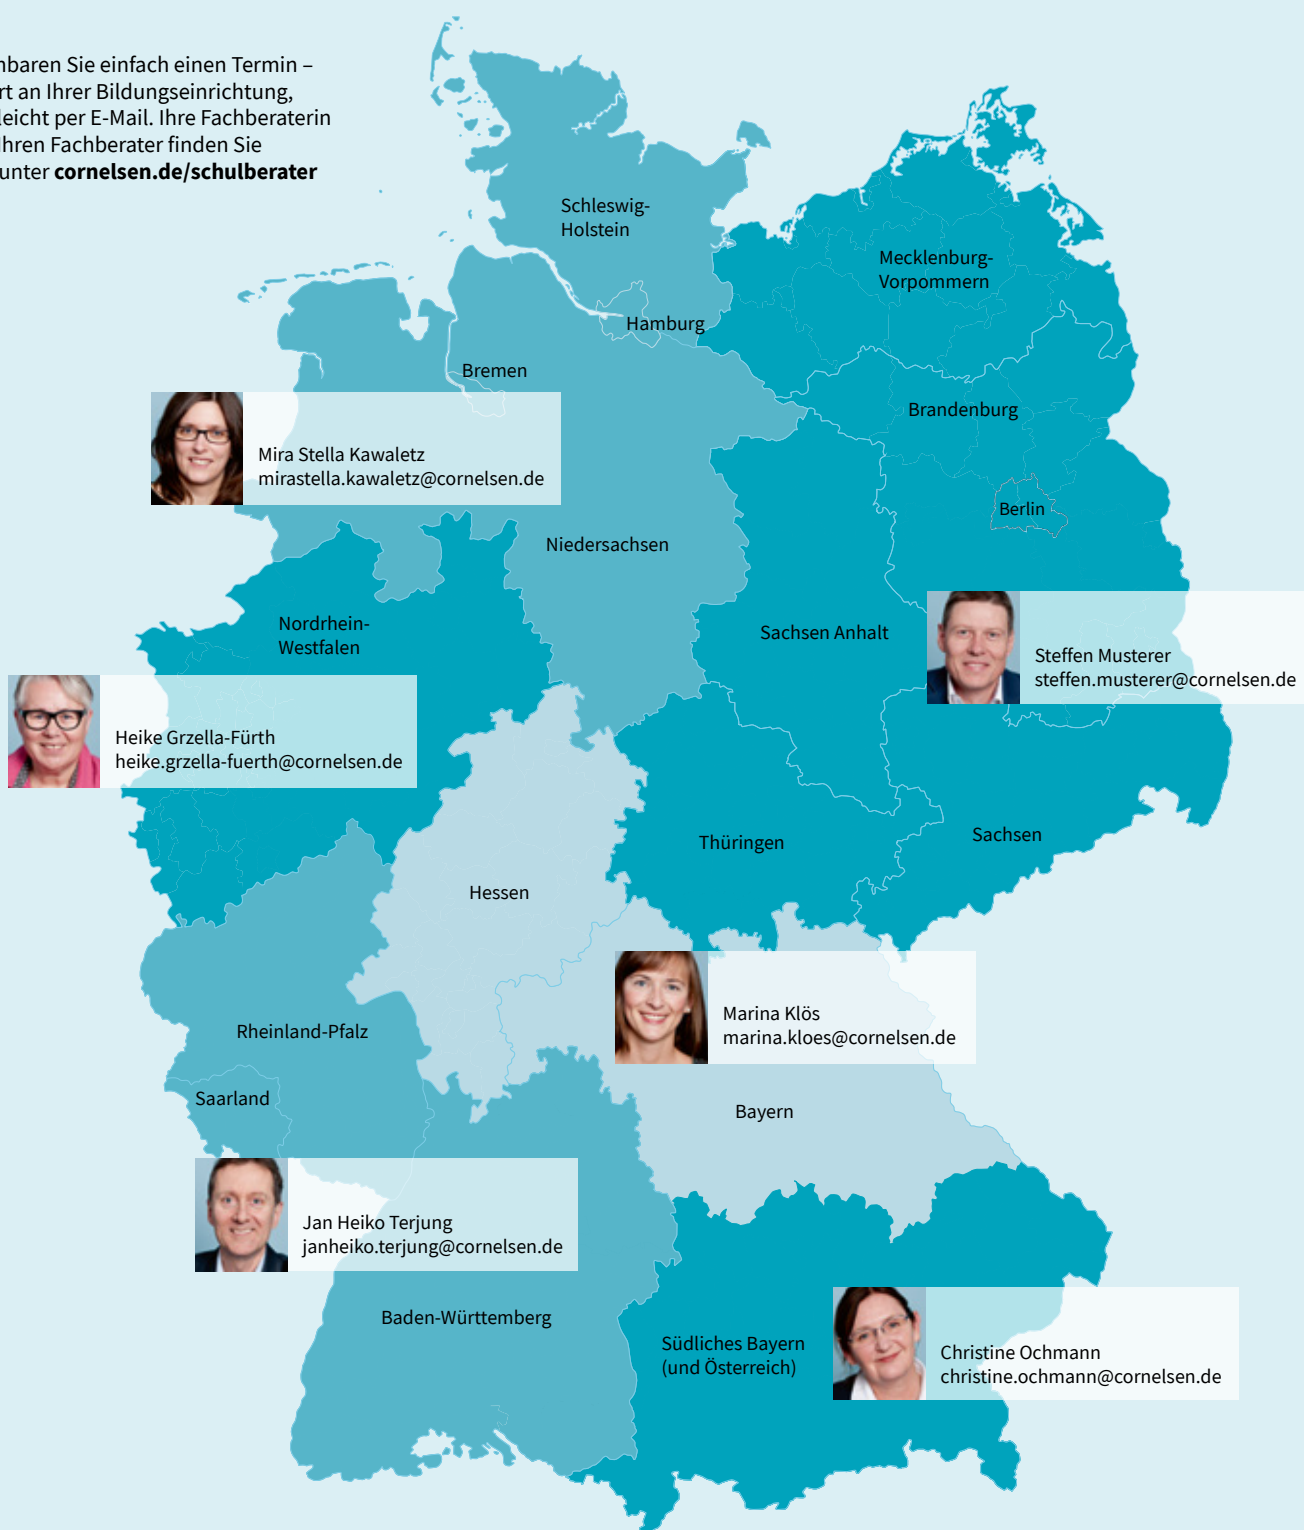 nbaren Sie einfach einen Termin –
rt an Ihrer Bildungseinrichtung,
leicht per E-Mail. Ihre Fachberaterin
Ihren Fachberater finden Sie
unter cornelsen.de/schulberater
Schleswig-
Holstein
Mecklenburg-
Vorpommern
Hamburg
Bremen
Brandenburg
Mira Stella Kawaletz
mirastella.kawaletz@cornelsen.de
Berlin
Niedersachsen
Nordrhein-
Westfalen
Sachsen Anhalt
Steffen Musterer
steffen.musterer@cornelsen.de
Heike Grzella-Fürth
heike.grzella-fuerth@cornelsen.de
Thüringen
Sachsen
Hessen
Marina Klös
marina.kloes@cornelsen.de
Rheinland-Pfalz
Saarland
Bayern
Jan Heiko Terjung
janheiko.terjung@cornelsen.de
Baden-Württemberg
Südliches Bayern
(und Österreich)
Christine Ochmann
christine.ochmann@cornelsen.de